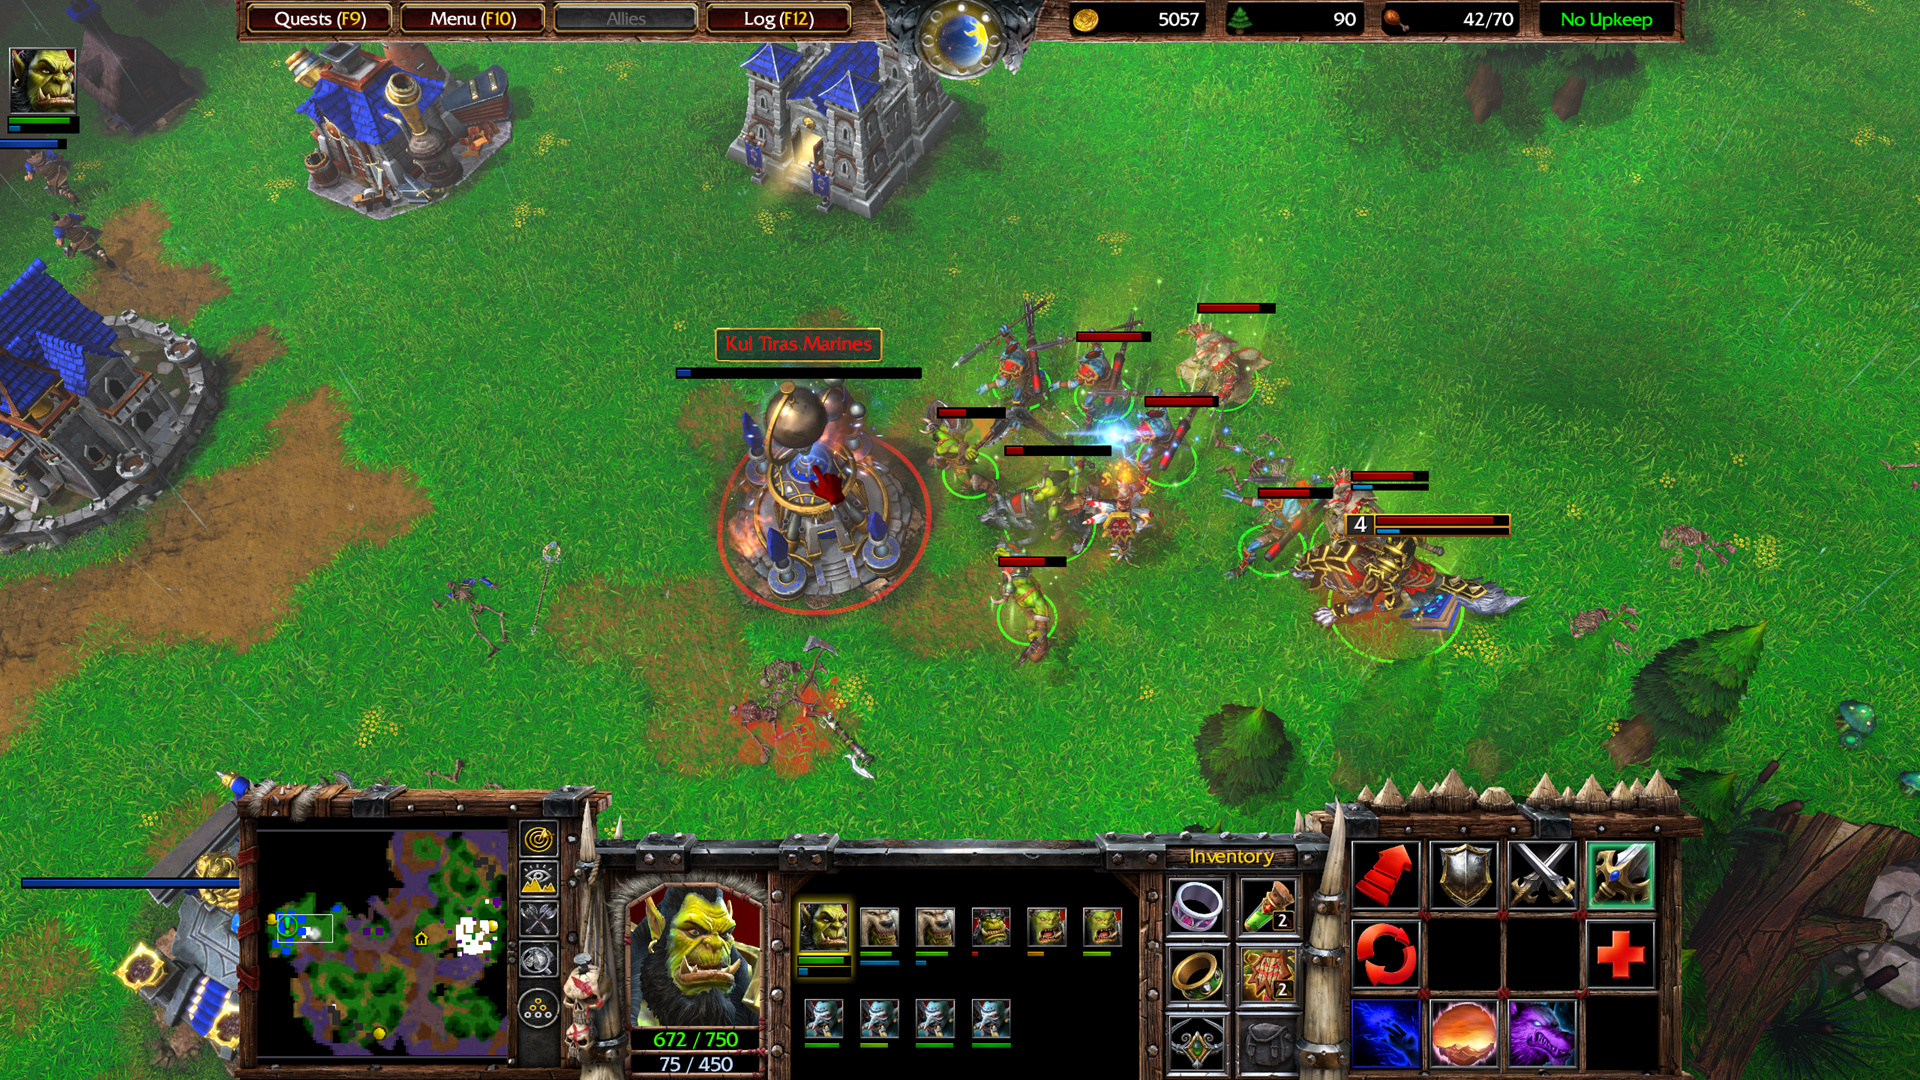 Quests (F9) Menu (F10) Allies Log (F12) 5057 90 42/70 No Upkeep
Kul Tiras Marines
4
Inventory
2
2
672 / 750
75 / 450